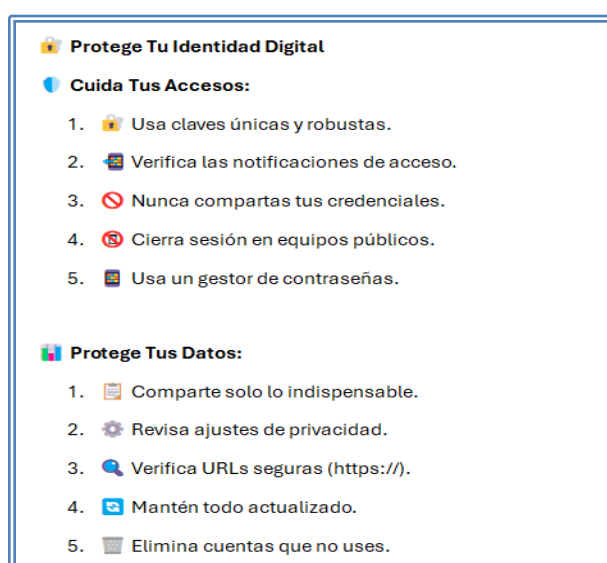 🔐 Protege Tu Identidad Digital
🛡️ Cuida Tus Accesos:
1. 🔐 Usa claves únicas y robustas.
2. 📲 Verifica las notificaciones de acceso.
3. 🚫 Nunca compartas tus credenciales.
4. 📵 Cierra sesión en equipos públicos.
5. 📱 Usa un gestor de contraseñas.
📊 Protege Tus Datos:
1. 📋 Comparte solo lo indispensable.
2. ⚙️ Revisa ajustes de privacidad.
3. 🔍 Verifica URLs seguras (https://).
4. 🔄 Mantén todo actualizado.
5. 🗑️ Elimina cuentas que no uses.